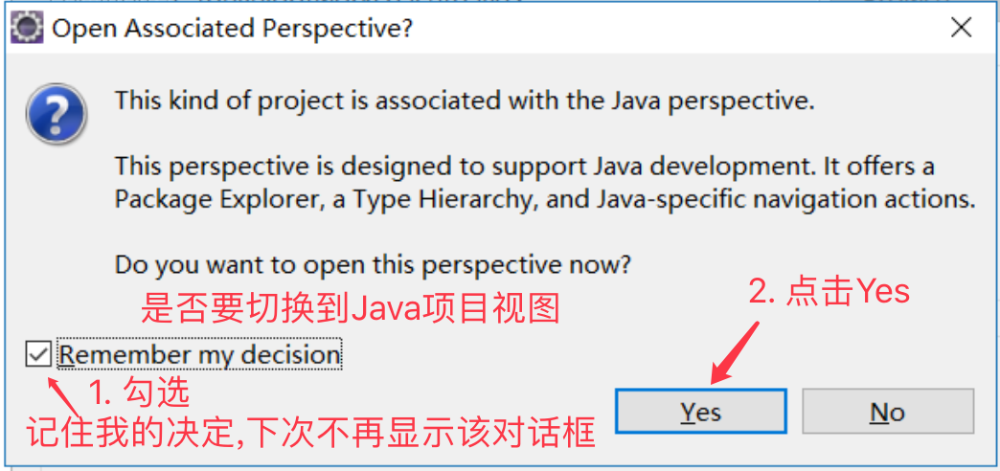 Open Associated Perspective?
This kind of project is associated with the Java perspective.
This perspective is designed to support Java development. It offers a
Package Explorer, a Type Hierarchy, and Java-specific navigation actions.
Do you want to open this perspective now?
是否要切换到Java项目视图
2. 点击Yes
Remember my decision
1. 勾选
记住我的决定,下次不再显示该对话框
Yes
No